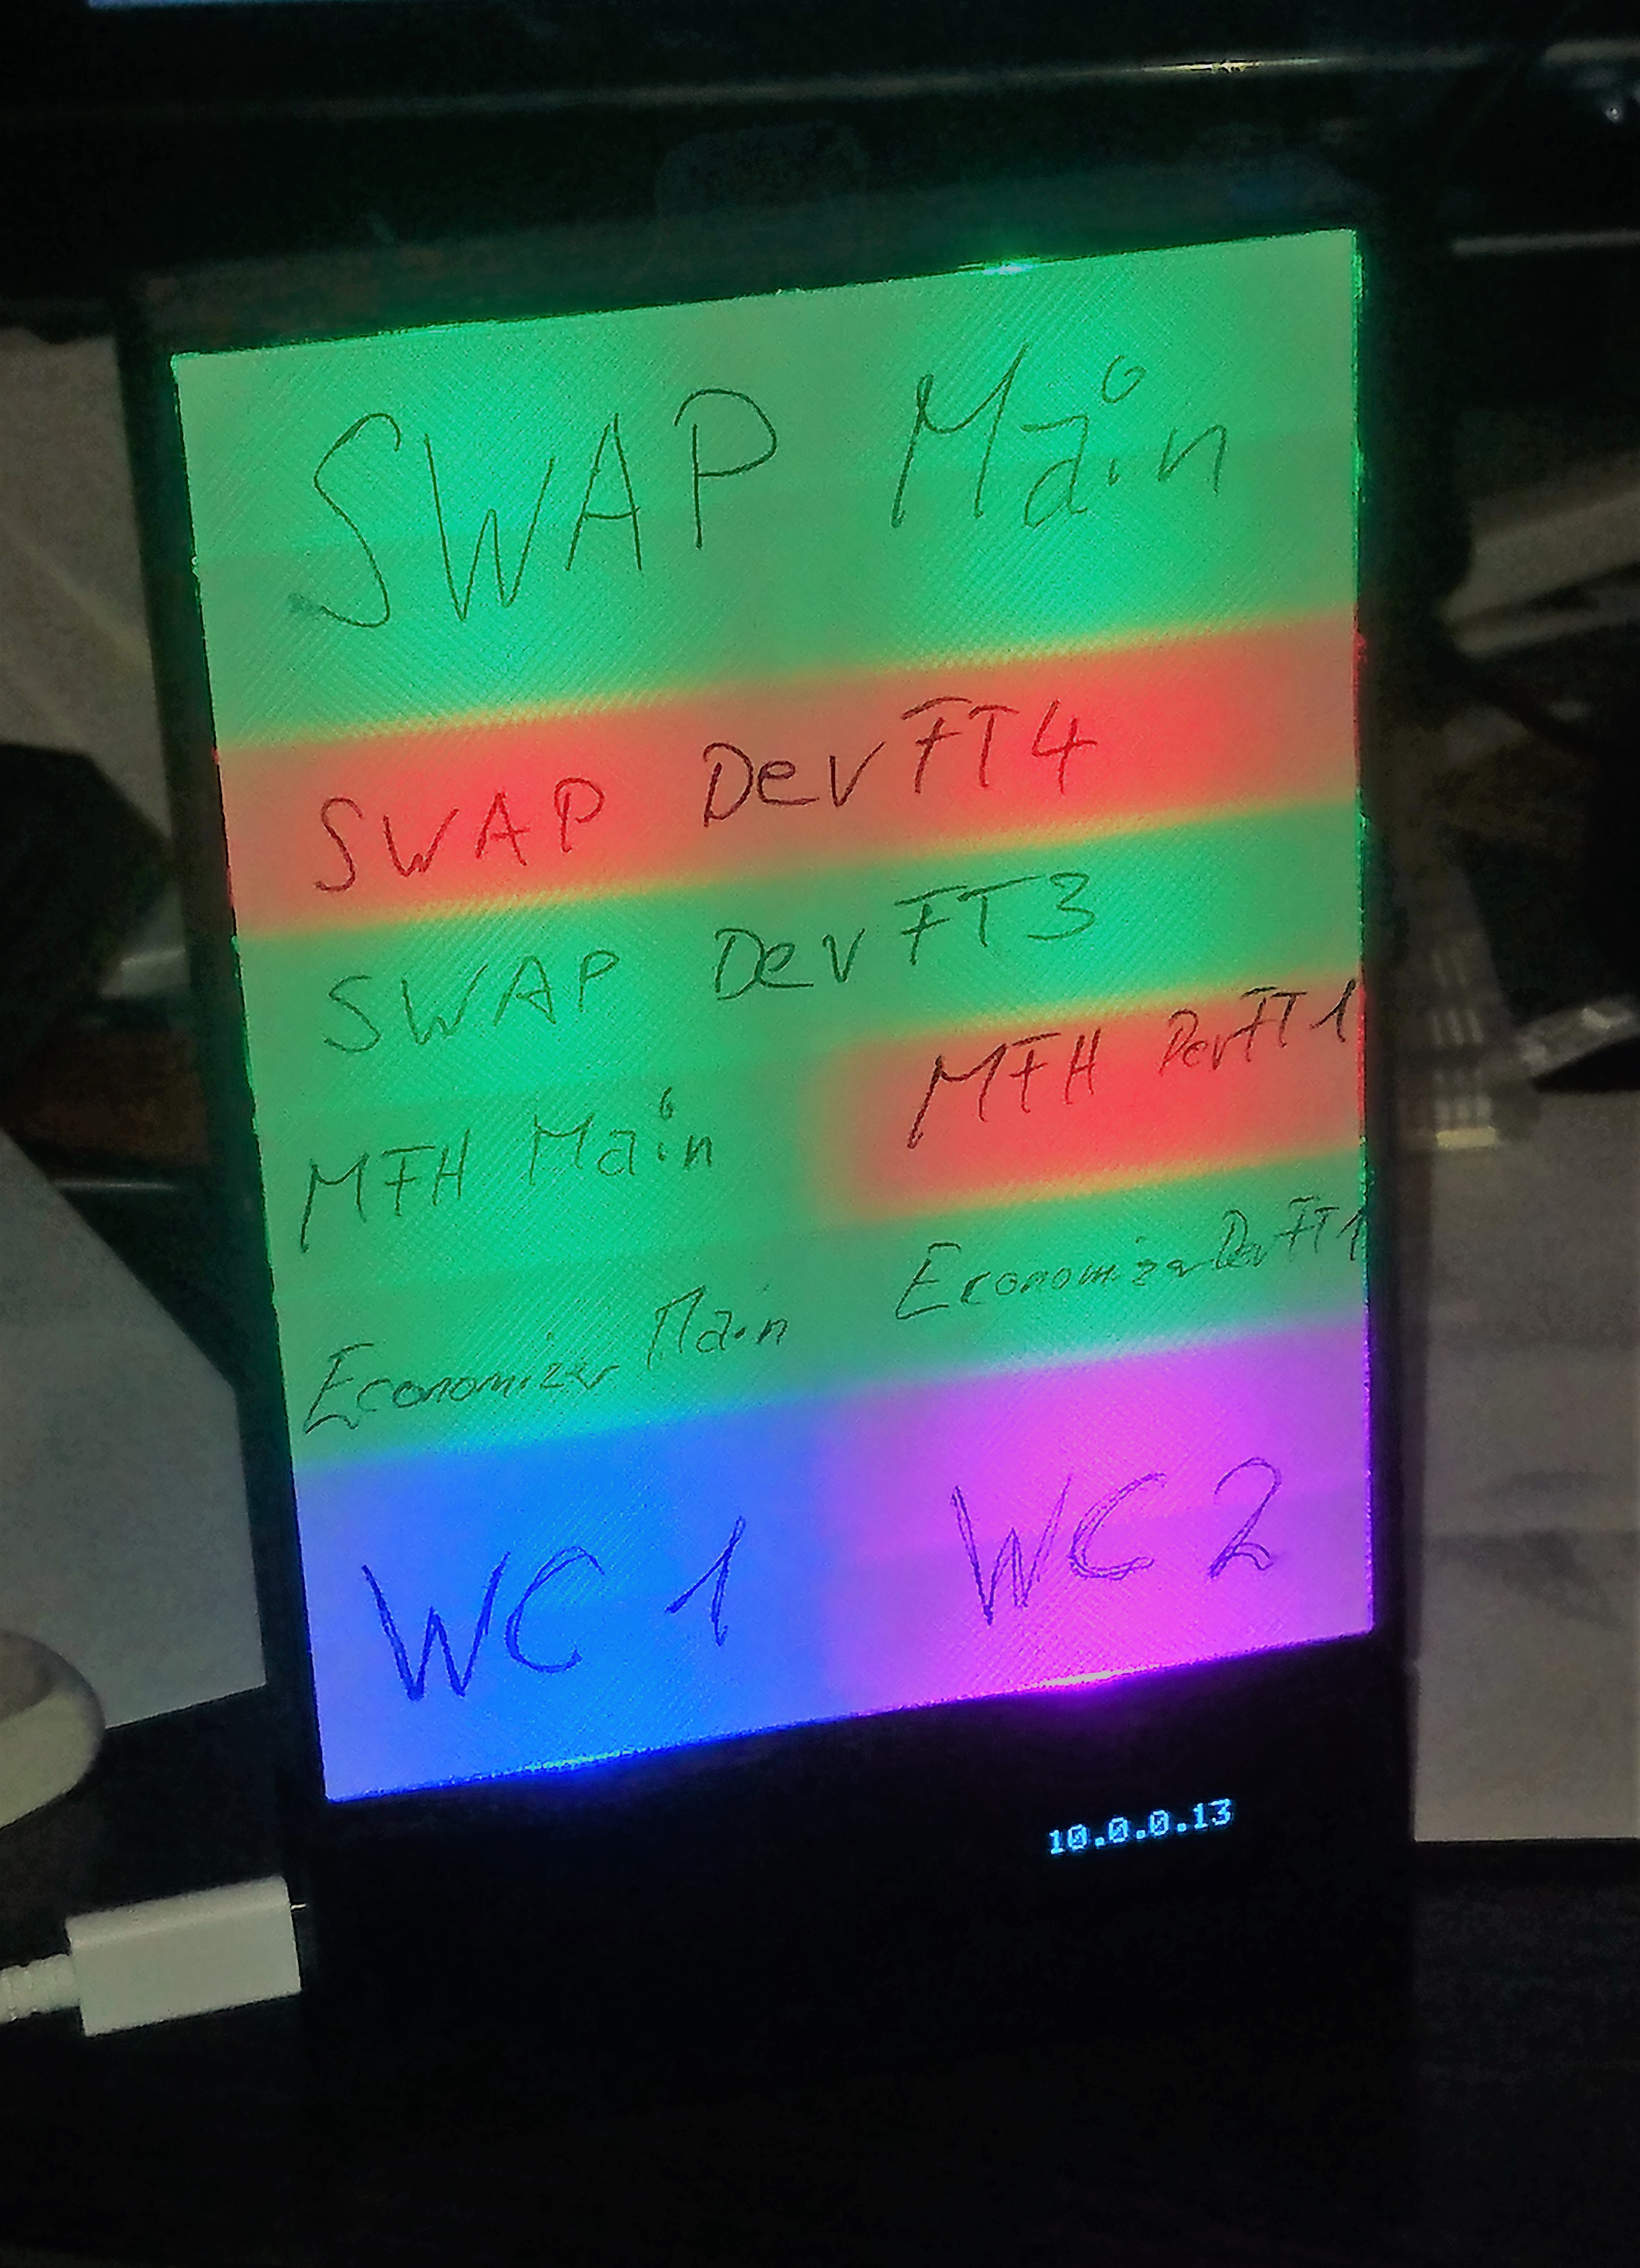 SWAP Main
SWAP DevFT4
SWAP DevFT3
MFH Main
MFH DevFT1
Economizer Main
Economizer DevFT1
WC 1
WC 2
10.0.0.13